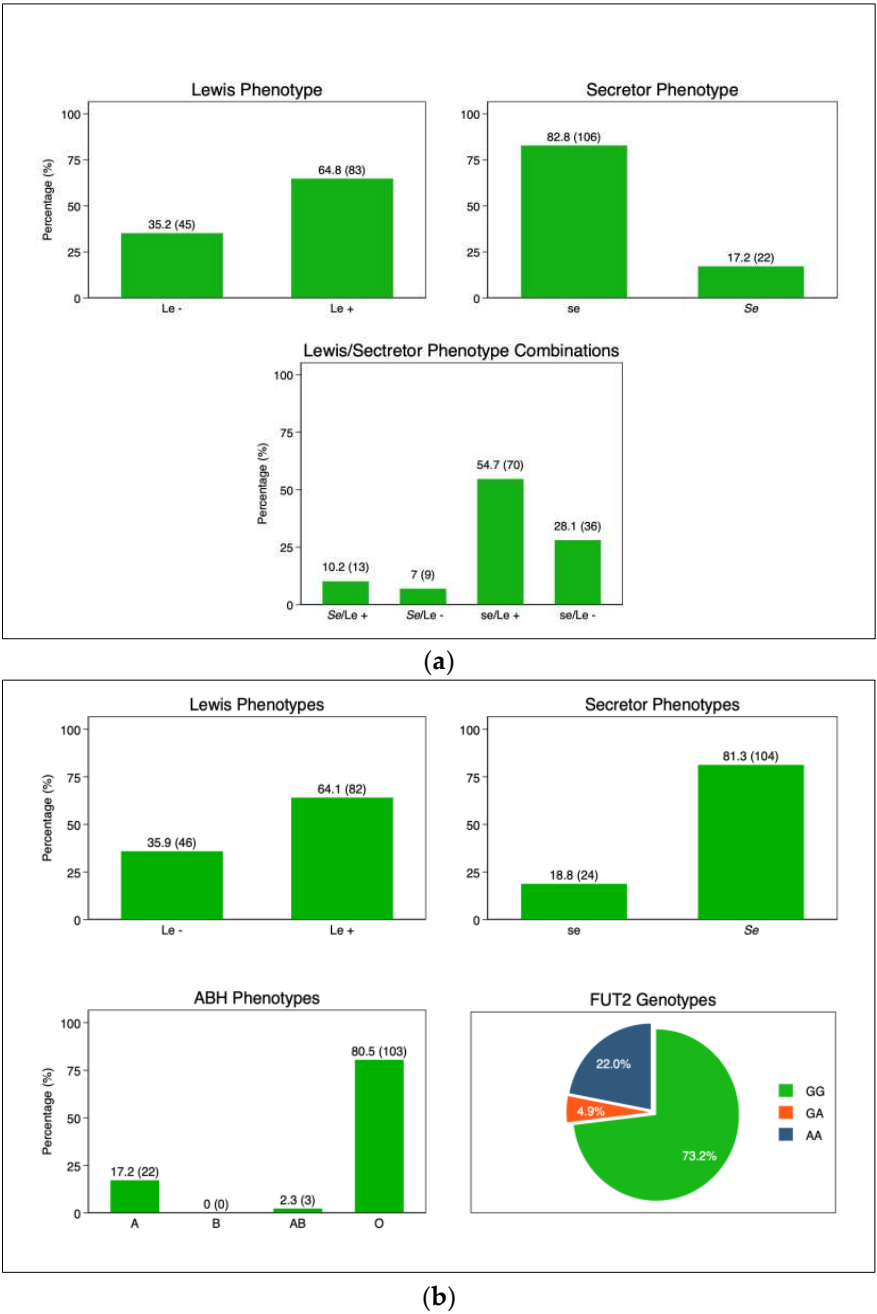 Lewis Phenotype
100
75
50
25
0
Percentage (%)
35.2 (45)
64.8 (83)
Le -
Le +
Secretor Phenotype
100
75
50
25
0
82.8 (106)
17.2 (22)
se
Se
Lewis/Sectretor Phenotype Combinations
100
75
50
25
0
Percentage (%)
10.2 (13)
7 (9)
54.7 (70)
28.1 (36)
Se/Le +
Se/Le -
se/Le +
se/Le -
(a)
Lewis Phenotypes
100
75
50
25
0
Percentage (%)
35.9 (46)
64.1 (82)
Le -
Le +
Secretor Phenotypes
100
75
50
25
0
18.8 (24)
81.3 (104)
se
Se
ABH Phenotypes
100
75
50
25
0
Percentage (%)
17.2 (22)
0 (0)
2.3 (3)
80.5 (103)
A
B
AB
O
FUT2 Genotypes
22.0%
4.9%
73.2%
GG
GA
AA
(b)